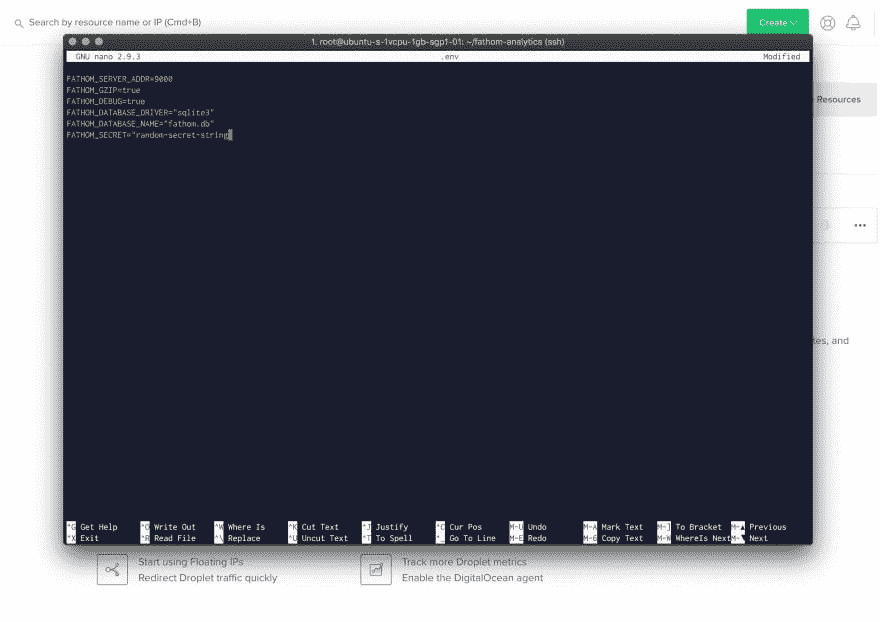 Search by resource name or IP (Cmd+B)
Create
1. root@ubuntu-s-1vcpu-1gb-sgp1-01: ~/fathom-analytics (ssh)
GNU nano 2.9.3 .env Modified
FATHOM_SERVER_ADDR=9000
FATHOM_GZIP=true
FATHOM_DEBUG=true
FATHOM_DATABASE_DRIVER="sqlite3"
FATHOM_DATABASE_NAME="fathom.db"
FATHOM_SECRET="random-secret-string
Resources
and
^G Get Help ^O Write Out ^W Where Is ^K Cut Text ^J Justify ^C Cur Pos M-U Undo M-A Mark Text M-] To Bracket M-▲ Previous
^X Exit ^R Read File ^\ Replace ^U Uncut Text ^T To Spell ^_ Go To Line M-E Redo M-6 Copy Text M-W WhereIs Next M-▼ Next
Start using Floating IPs
Redirect Droplet traffic quickly
Track more Droplet metrics
Enable the DigitalOcean agent